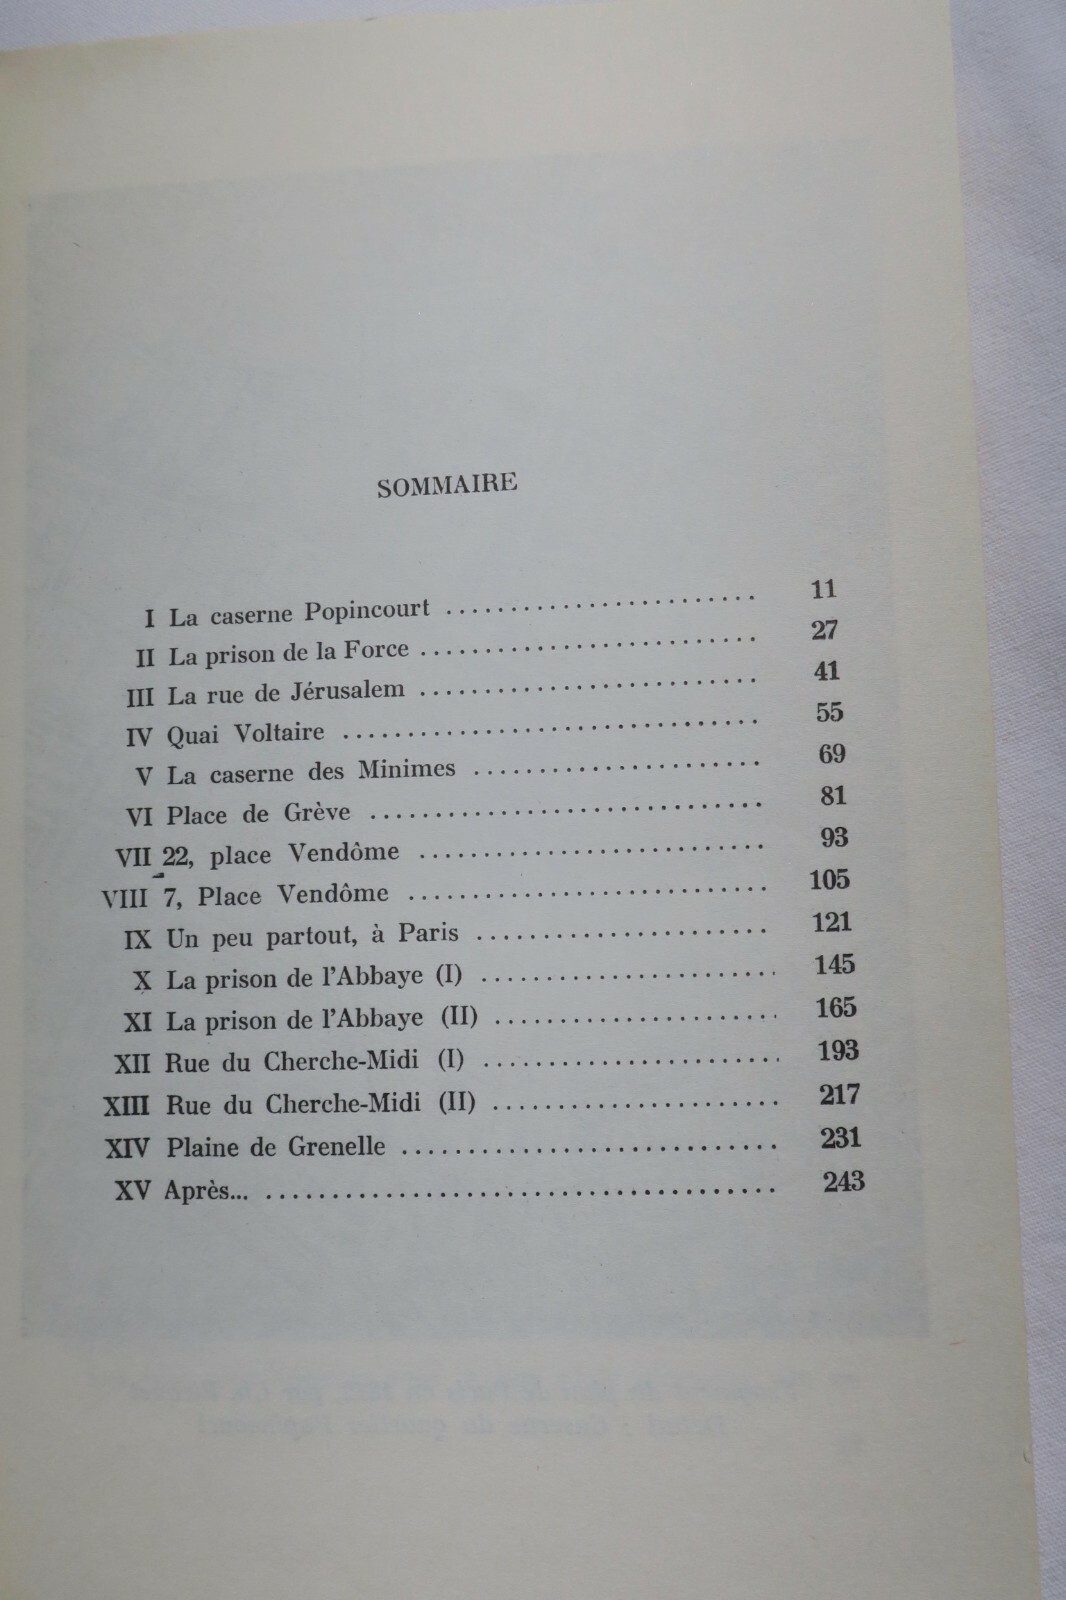 SOMMAIRE
I La caserne Popincourt ........................ 11
II La prison de la Force .......................... 27
III La rue de Jérusalem .......................... 41
IV Quai Voltaire ................................ 55
V La caserne des Minimes ...................... 69
VI Place de Grève .............................. 81
VII 22, place Vendôme .......................... 93
VIII 7, Place Vendôme ............................ 105
IX Un peu partout, à Paris ...................... 121
X La prison de l'Abbaye (I) ...................... 145
XI La prison de l'Abbaye (II) ...................... 165
XII Rue du Cherche-Midi (I) ...................... 193
XIII Rue du Cherche-Midi (II) ...................... 217
XIV Plaine de Grenelle ............................ 231
XV Après... ...................................... 243